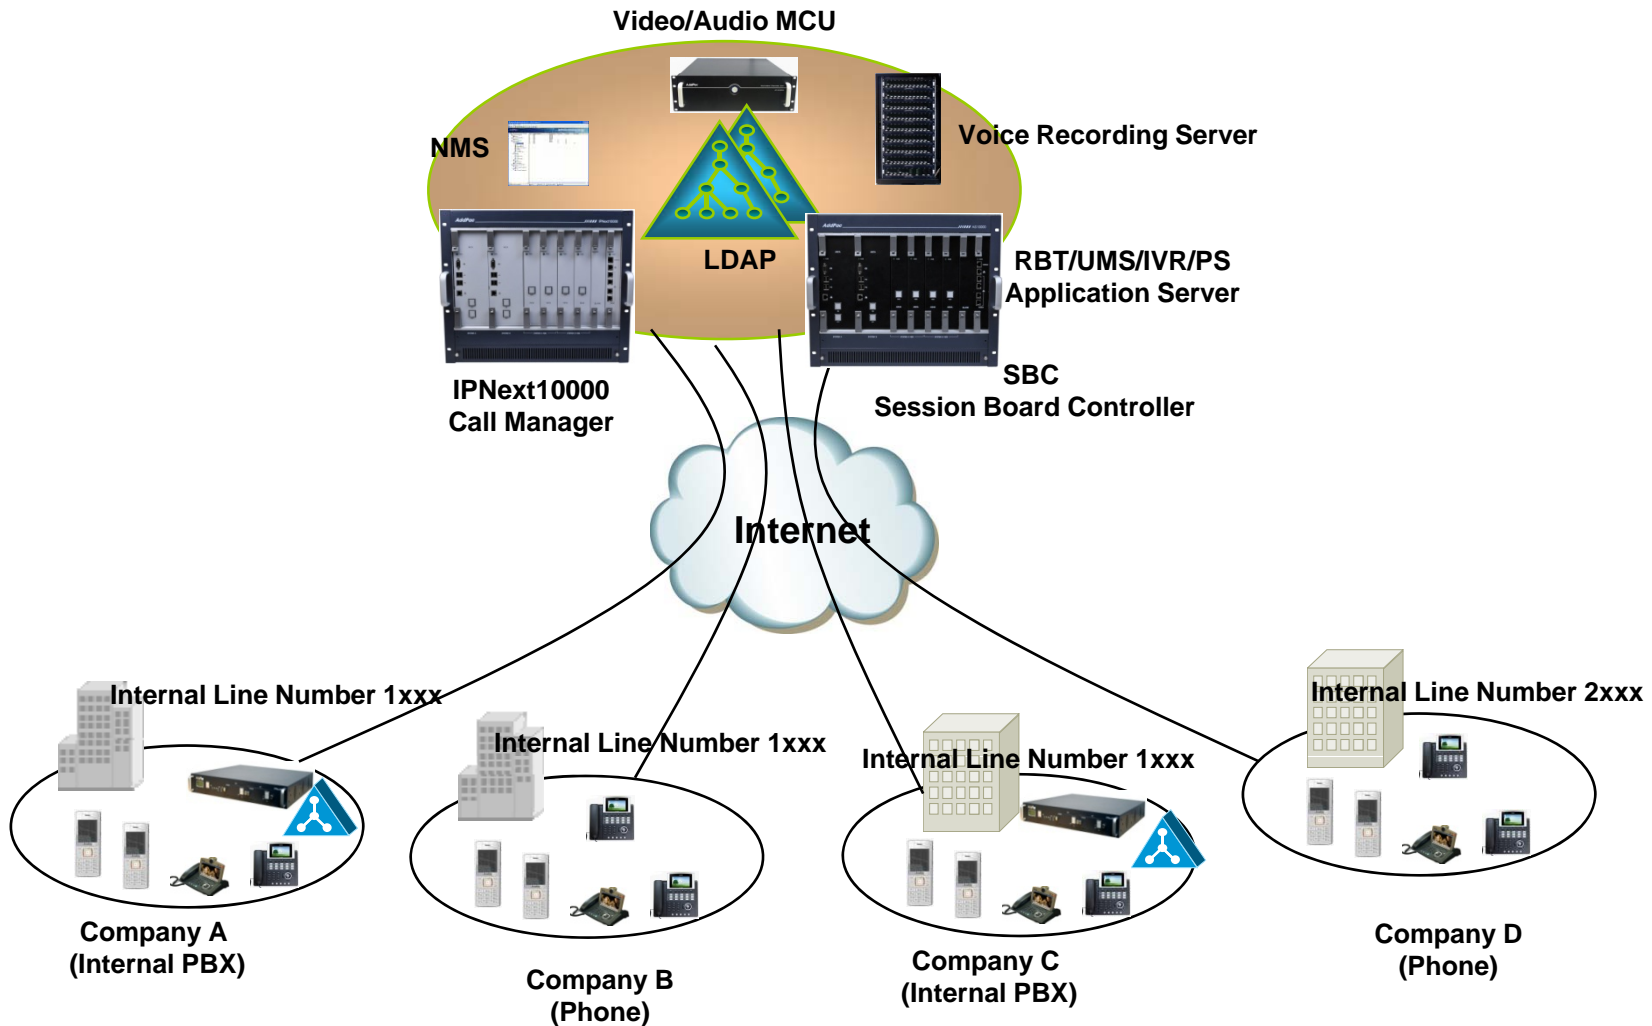 Video/Audio MCU
NMS
Voice Recording Server
LDAP
AddPac
AddPac
RBT/UMS/IVR/PS
Application Server
IPNext10000
Call Manager
SBC
Session Board Controller
Internet
Internal Line Number 1xxx
Internal Line Number 1xxx
Internal Line Number 1xxx
Internal Line Number 2xxx
Company A
(Internal PBX)
Company B
(Phone)
Company C
(Internal PBX)
Company D
(Phone)